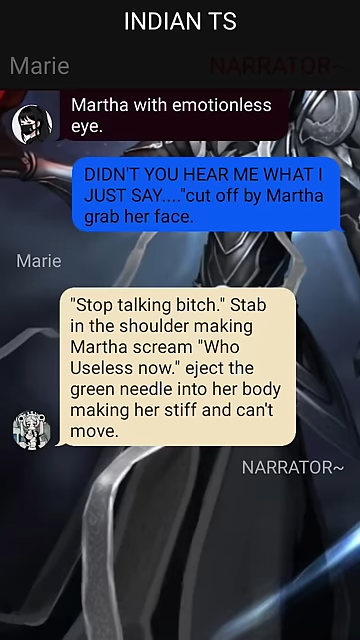 INDIAN TS
Marie
NARRATOR~
Martha with emotionless
eye.
DIDN'T YOU HEAR ME WHAT I
JUST SAY...."cut off by Martha
grab her face.
Marie
"Stop talking bitch." Stab
in the shoulder making
Martha scream "Who
Useless now." eject the
green needle into her body
making her stiff and can't
move.
NARRATOR~